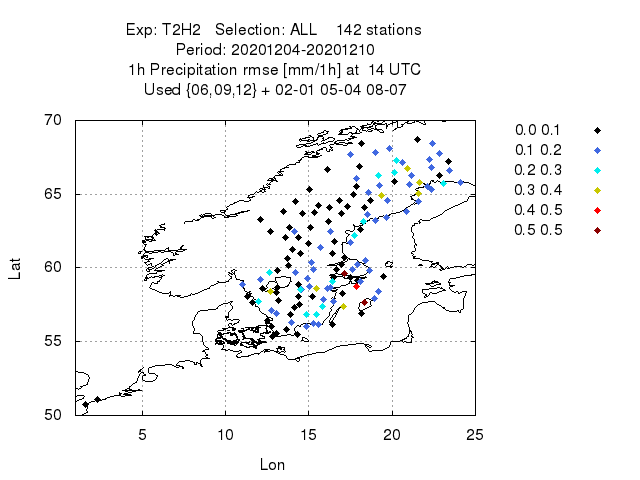 Exp: T2H2   Selection: ALL    142 stations
Period: 20201204-20201210
1h Precipitation rmse [mm/1h] at  14 UTC
Used {06,09,12} + 02-01 05-04 08-07
70
65
60
55
50
Lat
5
10
15
20
25
Lon
0.0 0.1
0.1 0.2
0.2 0.3
0.3 0.4
0.4 0.5
0.5 0.5